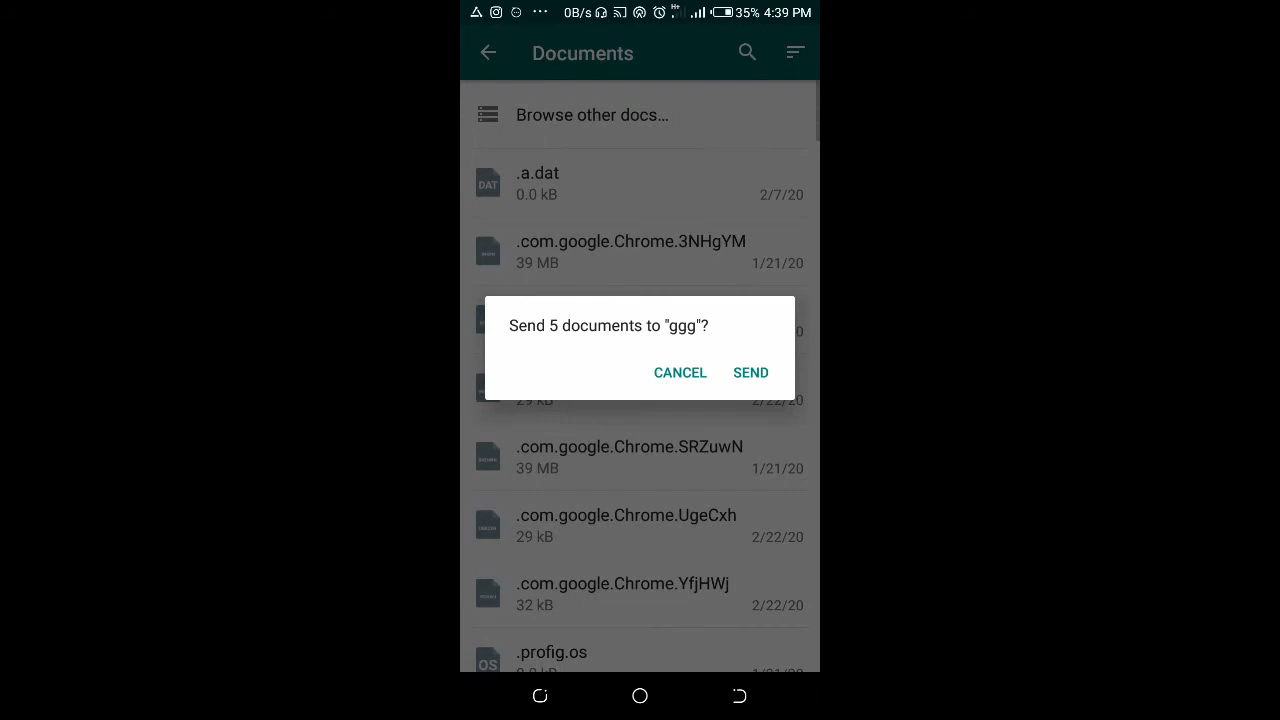 0B/s H+ 35% 4:39 PM
Documents
Browse other docs...
DAT .a.dat
0.0 kB 2/7/20
.com.google.Chrome.3NHgYM
39 MB 1/21/20
Send 5 documents to "ggg"?
CANCEL SEND
29 kB 2/22/20
.com.google.Chrome.SRZuwN
39 MB 1/21/20
.com.google.Chrome.UgeCxh
29 kB 2/22/20
.com.google.Chrome.YfjHWj
32 kB 2/22/20
OS .profig.os